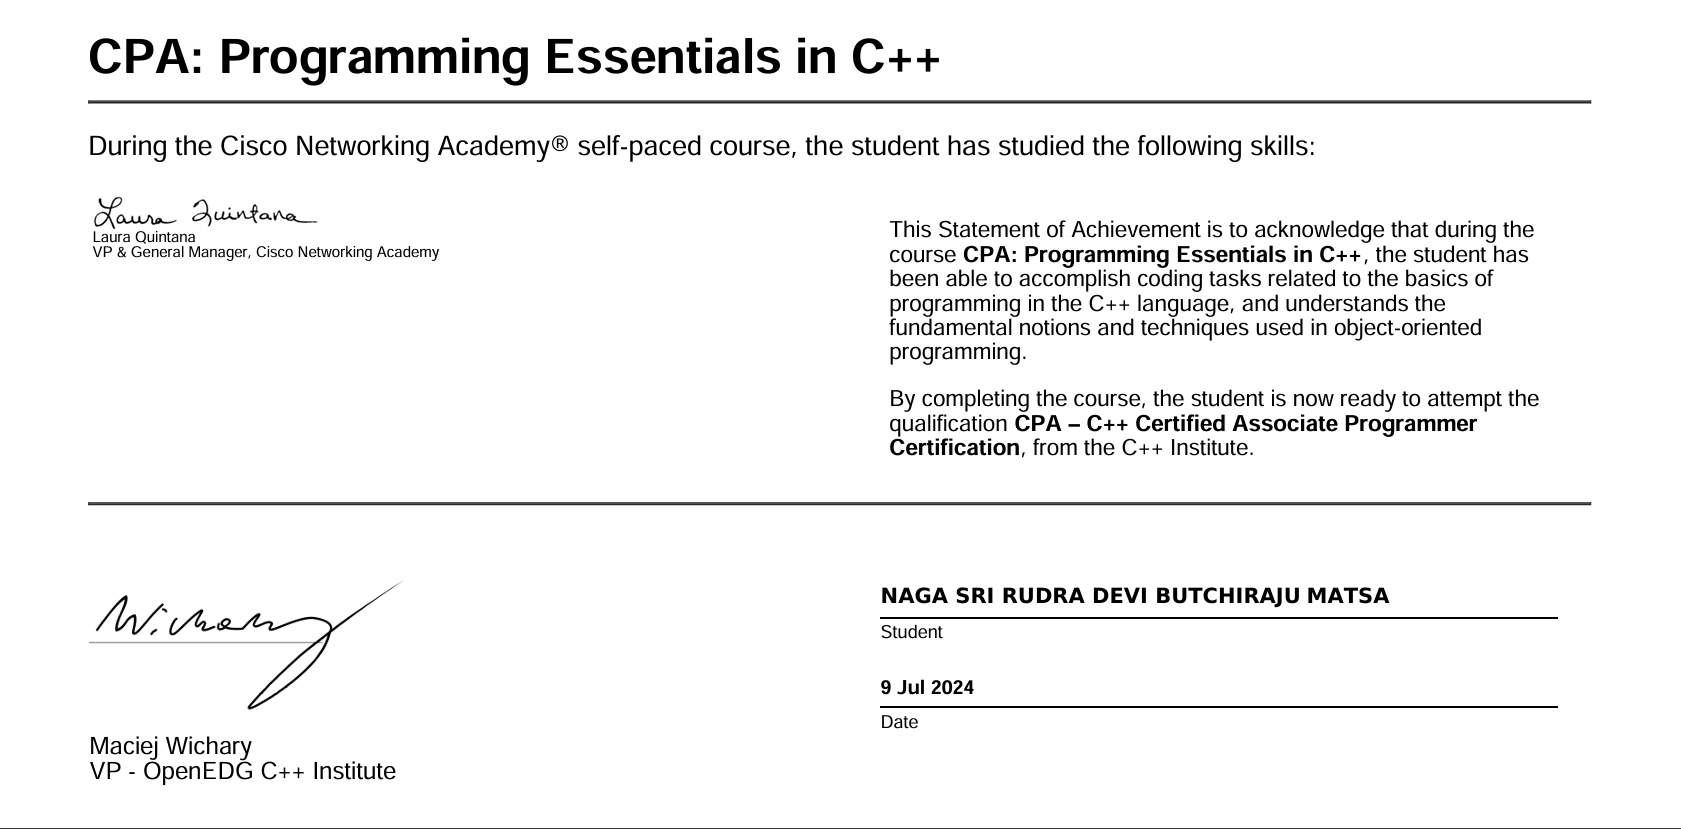 CPA: Programming Essentials in C++
During the Cisco Networking Academy® self-paced course, the student has studied the following skills:
Laura Quintana
Laura Quintana
VP & General Manager, Cisco Networking Academy
This Statement of Achievement is to acknowledge that during the
course CPA: Programming Essentials in C++, the student has
been able to accomplish coding tasks related to the basics of
programming in the C++ language, and understands the
fundamental notions and techniques used in object-oriented
programming.
By completing the course, the student is now ready to attempt the
qualification CPA – C++ Certified Associate Programmer
Certification, from the C++ Institute.
Wichary
Maciej Wichary
VP - OpenEDG C++ Institute
NAGA SRI RUDRA DEVI BUTCHIRAJU MATSA
Student
9 Jul 2024
Date